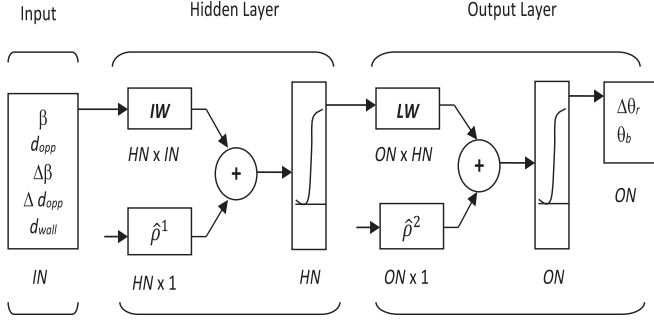 Input
Hidden Layer
Output Layer
β
d_opp
Δβ
Δ d_opp
d_wall
IN
IW
HN x IN
+
ρ̂¹
HN x 1
HN
LW
ON x HN
+
ρ̂²
ON x 1
ON
Δθ_r
θ_b
ON